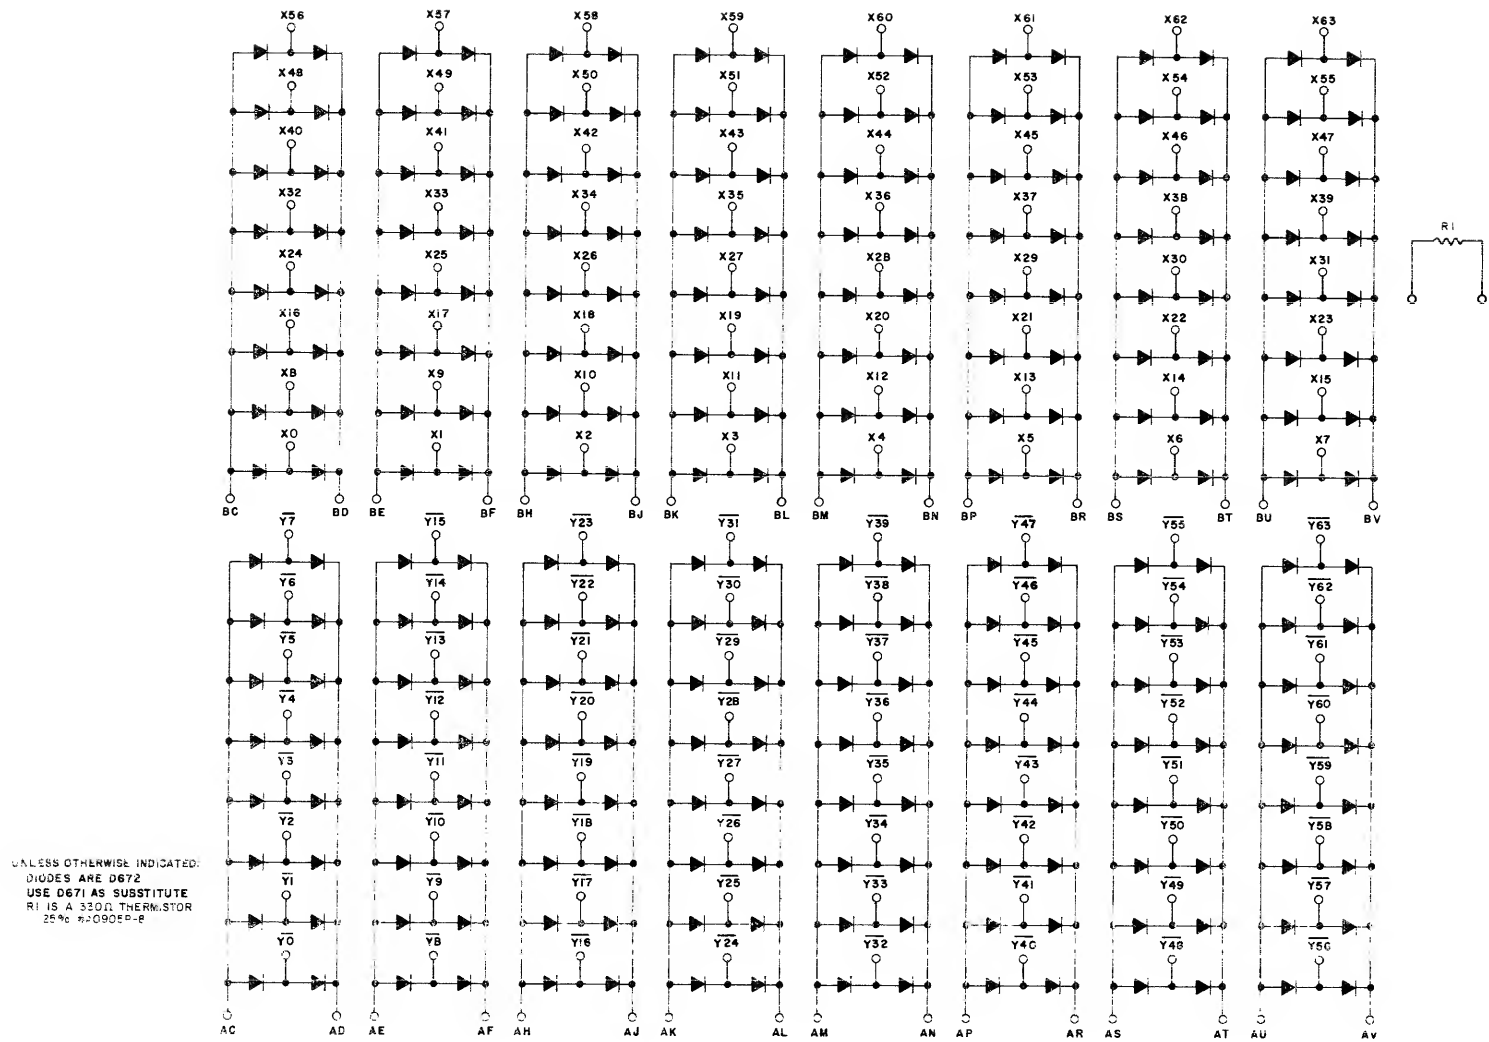 X56 X57 X58 X59 X60 X61 X62 X63
X48 X49 X50 X51 X52 X53 X54 X55
X40 X41 X42 X43 X44 X45 X46 X47
X32 X33 X34 X35 X36 X37 X38 X39
R1
X24 X25 X26 X27 X28 X29 X30 X31
X16 X17 X18 X19 X20 X21 X22 X23
X8 X9 X10 X11 X12 X13 X14 X15
X0 X1 X2 X3 X4 X5 X6 X7
BC BD BE BF BH BJ BK BL BM BN BP BR BS BT BU BV
Y7 Y15 Y23 Y31 Y39 Y47 Y55 Y63
Y6 Y14 Y22 Y30 Y38 Y46 Y54 Y62
Y5 Y13 Y21 Y29 Y37 Y45 Y53 Y61
Y4 Y12 Y20 Y28 Y36 Y44 Y52 Y60
Y3 Y11 Y19 Y27 Y35 Y43 Y51 Y59
Y2 Y10 Y18 Y26 Y34 Y42 Y50 Y58
Y1 Y9 Y17 Y25 Y33 Y41 Y49 Y57
Y0 Y8 Y16 Y24 Y32 Y40 Y48 Y56
AC AD AE AF AH AJ AK AL AM AN AP AR AS AT AU AV
UNLESS OTHERWISE INDICATED:
DIODES ARE D672
USE D671 AS SUBSTITUTE
R1 IS A 330Ω THERMISTOR
25%